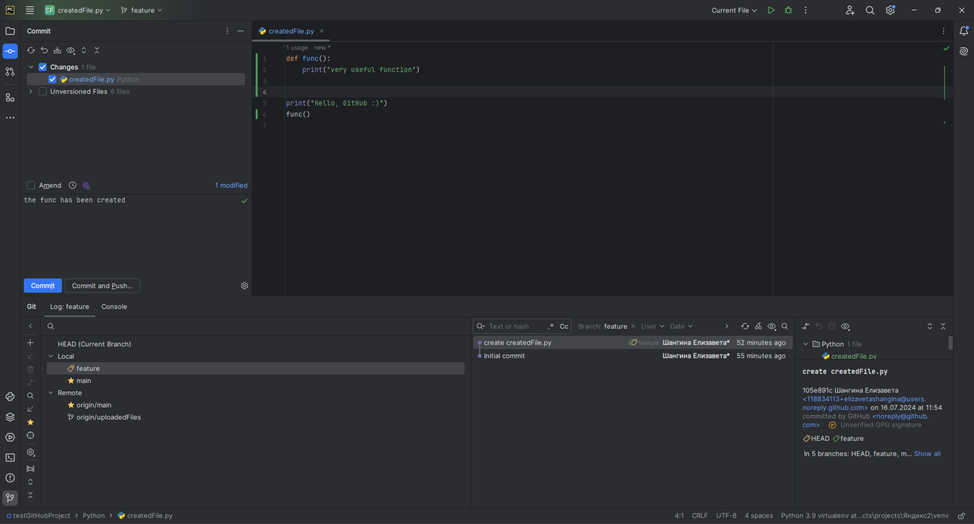 PC
CF createdFile.py
feature
Current File
Commit
createdFile.py
Changes 1 file
createdFile.py Python
Unversioned Files 6 files
Amend
1 modified
the func has been created
Commit
Commit and Push...
1 usage new *
1 def func():
2 print("very useful function")
3
4
5 print("Hello, GitHub :)")
6 func()
7
Git
Log: feature
Console
HEAD (Current Branch)
Local
feature
main
Remote
origin/main
origin/uploadedFiles
Text or hash
.* Cc
Branch: feature
User
Date
create createdFile.py feature Шангина Елизавета* 52 minutes ago
Initial commit Шангина Елизавета* 55 minutes ago
Python 1 file
createdFile.py
create createdFile.py
105e891c Шангина Елизавета
<118834113+elizavetashangina@users.
noreply.github.com> on 16.07.2024 at 11:54
committed by GitHub <noreply@github.
com> Unverified GPG signature
HEAD feature
In 5 branches: HEAD, feature, m... Show all
testGitHubProject > Python > createdFile.py
4:1 CRLF UTF-8 4 spaces Python 3.9 virtualenv at...cts\projects\Яндекс2\venv